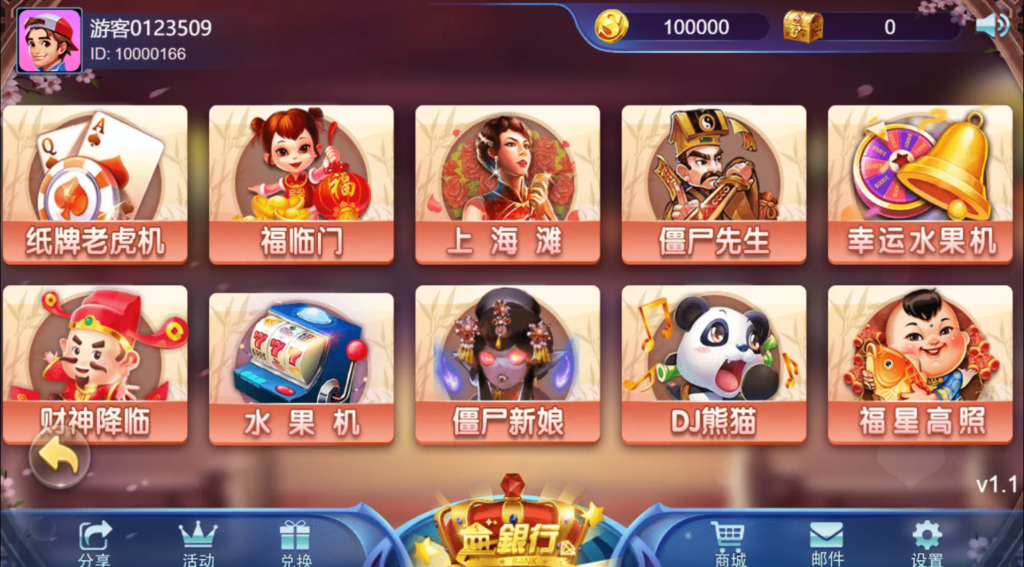 游客0123509
ID: 10000166
100000
0
Q
A
纸牌老虎机
福
福临门
上海滩
僵尸先生
幸运水果机
财神降临
777
水果机
僵尸新娘
DJ熊猫
福星高照
v1.1
分享
活动
兑换
銀行
BANK
商城
邮件
设置